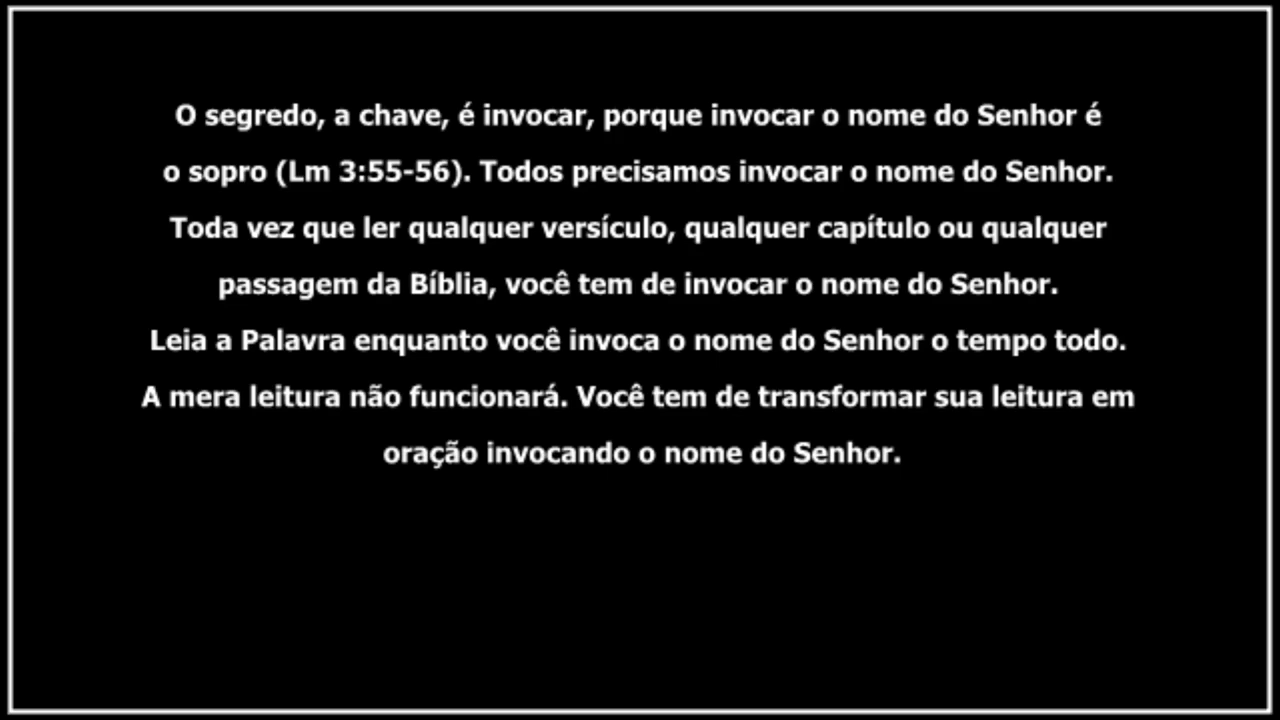 O segredo, a chave, é invocar, porque invocar o nome do Senhor é
o sopro (Lm 3:55-56). Todos precisamos invocar o nome do Senhor.
Toda vez que ler qualquer versículo, qualquer capítulo ou qualquer
passagem da Bíblia, você tem de invocar o nome do Senhor.
Leia a Palavra enquanto você invoca o nome do Senhor o tempo todo.
A mera leitura não funcionará. Você tem de transformar sua leitura em
oração invocando o nome do Senhor.